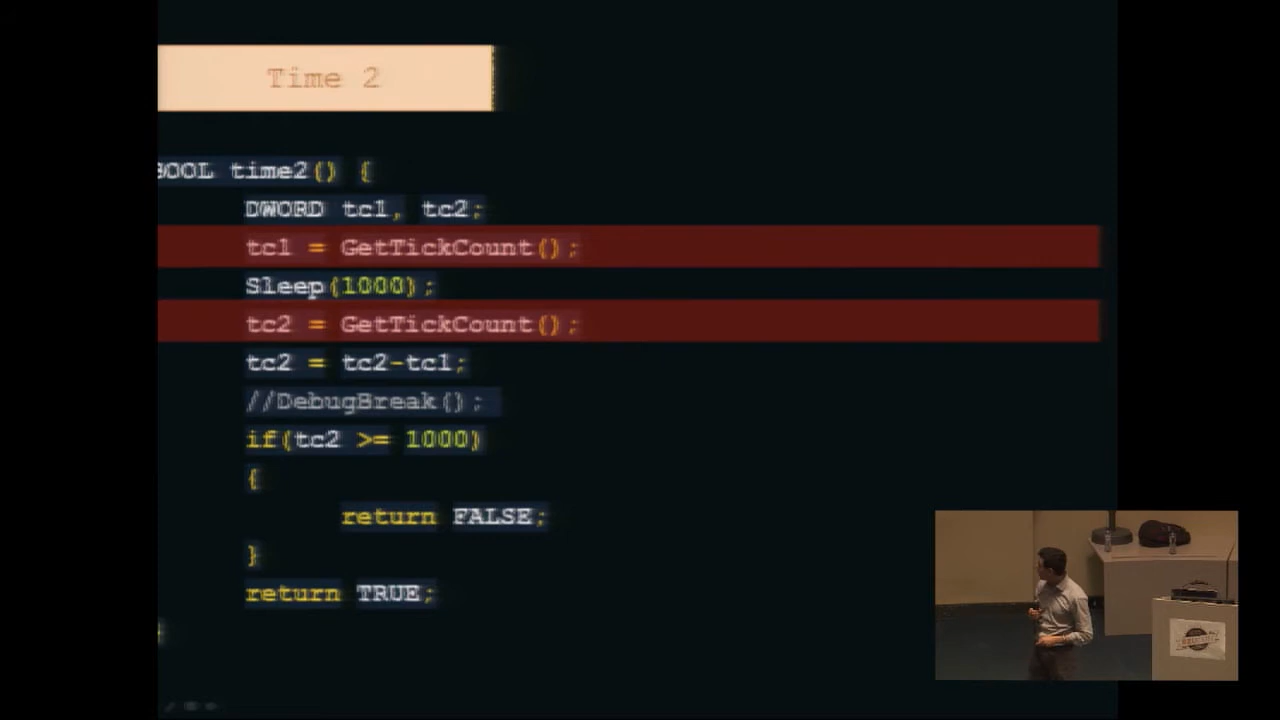 Time 2
BOOL time2() {
DWORD tc1, tc2;
tc1 = GetTickCount();
Sleep(1000);
tc2 = GetTickCount();
tc2 = tc2-tc1;
//DebugBreak();
if(tc2 >= 1000)
{
return FALSE;
}
return TRUE;